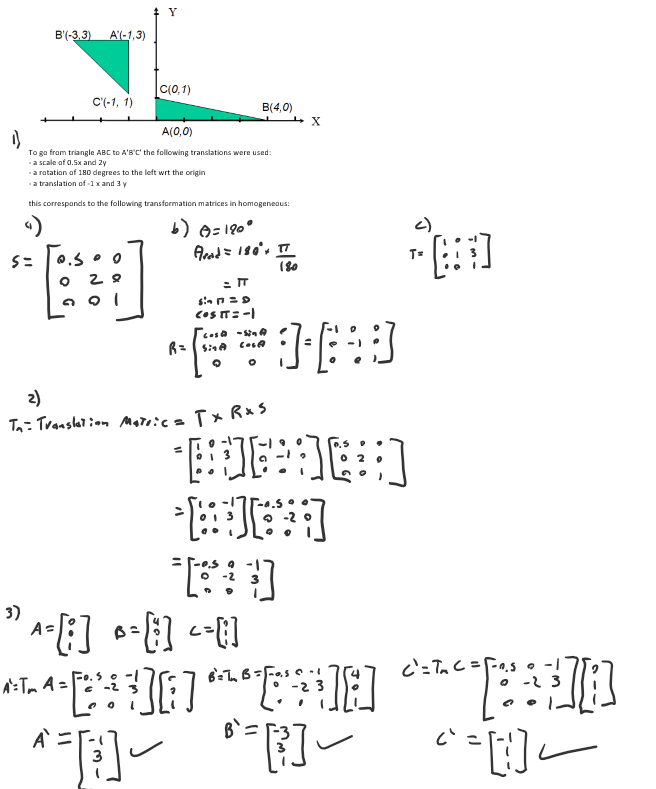 Y
B'(-3,3) A'(-1,3)
C(0,1)
C'(-1, 1)
B(4,0)
X
A(0,0)
1)
To go from triangle ABC to A'B'C' the following translations were used:
- a scale of 0.5x and 2y
- a rotation of 180 degrees to the left wrt the origin
- a translation of -1 x and 3 y
this corresponds to the following transformation matrices in homogeneous:
a)
S = [0.5 0 0
0 2 0
0 0 1]
b) θ = 180°
θrad = 180° * π/180
= π
sin π = 0
cos π = -1
R = [cosθ -sinθ 0
sinθ cosθ 0
0 0 1] = [-1 0 0
0 -1 0
0 0 1]
c)
T = [1 0 -1
0 1 3
0 0 1]
2)
Tm = Translation Matric = T x R x S
= [1 0 -1
0 1 3
0 0 1] [-1 0 0
0 -1 0
0 0 1] [0.5 0 0
0 2 0
0 0 1]
= [1 0 -1
0 1 3
0 0 1] [-0.5 0 0
0 -2 0
0 0 1]
= [-0.5 0 -1
0 -2 3
0 0 1]
3)
A = [0
0
1] B = [4
0
1] C = [0
1
1]
A' = Tm A = [-0.5 0 -1
0 -2 3
0 0 1] [0
0
1]
A' = [-1
3
1]
B' = Tm B = [-0.5 0 -1
0 -2 3
0 0 1] [4
0
1]
B' = [-3
3
1]
C' = Tm C = [-0.5 0 -1
0 -2 3
0 0 1] [0
1
1]
C' = [-1
1
1]